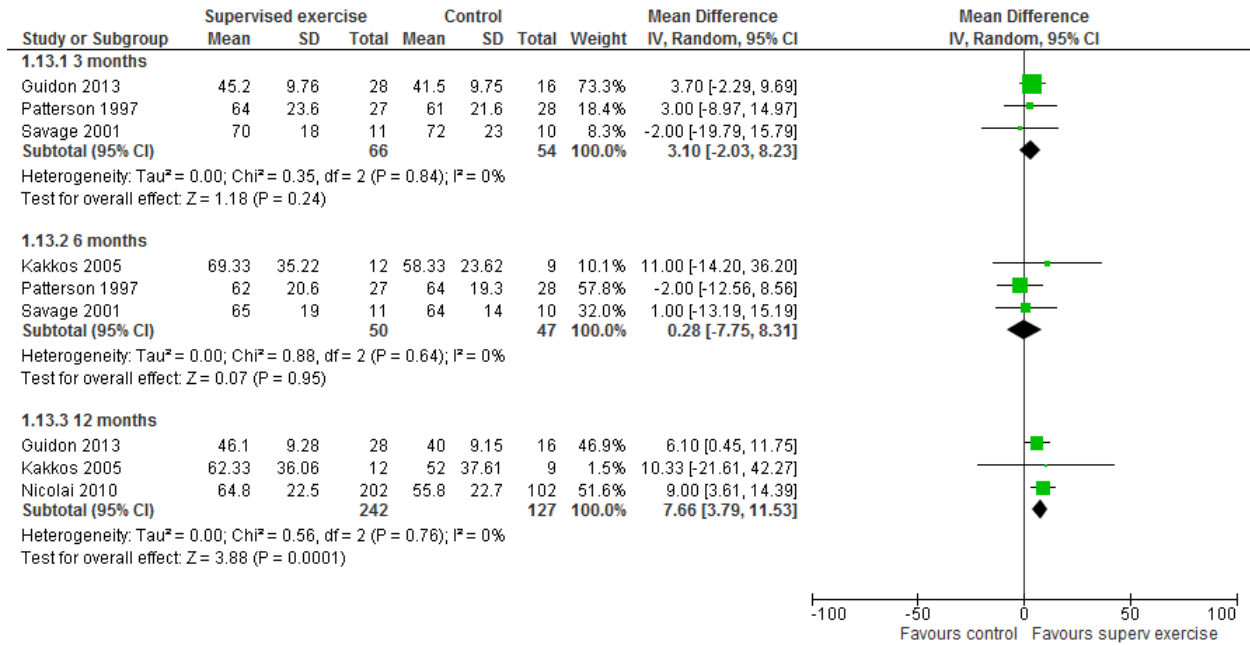 Supervised exercise Control Mean Difference Mean Difference
Study or Subgroup Mean SD Total Mean SD Total Weight IV, Random, 95% CI IV, Random, 95% CI
1.13.1 3 months
Guidon 2013 45.2 9.76 28 41.5 9.75 16 73.3% 3.70 [-2.29, 9.69]
Patterson 1997 64 23.6 27 61 21.6 28 18.4% 3.00 [-8.97, 14.97]
Savage 2001 70 18 11 72 23 10 8.3% -2.00 [-19.79, 15.79]
Subtotal (95% CI) 66 54 100.0% 3.10 [-2.03, 8.23]
Heterogeneity: Tau² = 0.00; Chi² = 0.35, df = 2 (P = 0.84); I² = 0%
Test for overall effect: Z = 1.18 (P = 0.24)
1.13.2 6 months
Kakkos 2005 69.33 35.22 12 58.33 23.62 9 10.1% 11.00 [-14.20, 36.20]
Patterson 1997 62 20.6 27 64 19.3 28 57.8% -2.00 [-12.56, 8.56]
Savage 2001 65 19 11 64 14 10 32.0% 1.00 [-13.19, 15.19]
Subtotal (95% CI) 50 47 100.0% 0.28 [-7.75, 8.31]
Heterogeneity: Tau² = 0.00; Chi² = 0.88, df = 2 (P = 0.64); I² = 0%
Test for overall effect: Z = 0.07 (P = 0.95)
1.13.3 12 months
Guidon 2013 46.1 9.28 28 40 9.15 16 46.9% 6.10 [0.45, 11.75]
Kakkos 2005 62.33 36.06 12 52 37.61 9 1.5% 10.33 [-21.61, 42.27]
Nicolai 2010 64.8 22.5 202 55.8 22.7 102 51.6% 9.00 [3.61, 14.39]
Subtotal (95% CI) 242 127 100.0% 7.66 [3.79, 11.53]
Heterogeneity: Tau² = 0.00; Chi² = 0.56, df = 2 (P = 0.76); I² = 0%
Test for overall effect: Z = 3.88 (P = 0.0001)
-100 -50 0 50 100
Favours control Favours superv exercise